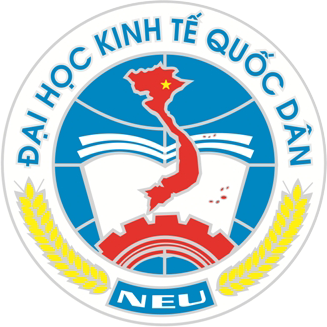 ĐẠI HỌC KINH TẾ QUỐC DÂN
NEU